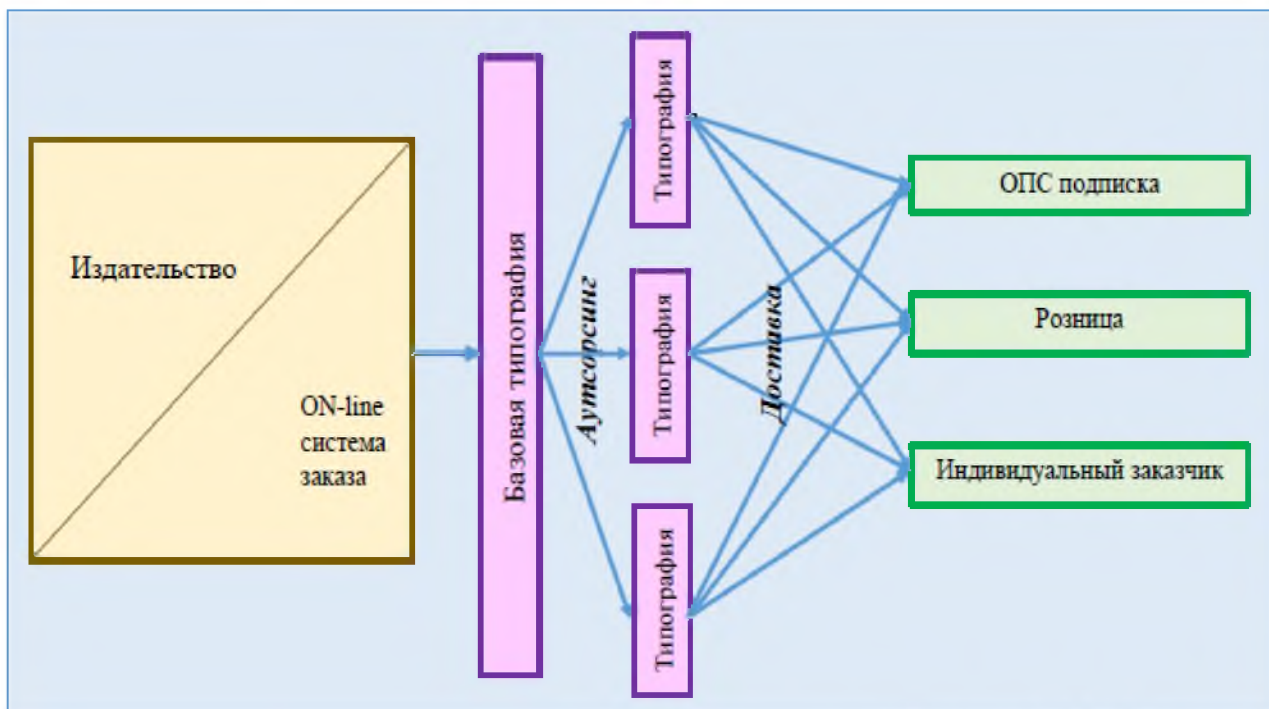 Издательство
ON-line
система
заказа
Базовая типография
Аутсорсинг
Типография
Типография
Типография
Доставка
ОПС подписка
Розница
Индивидуальный заказчик